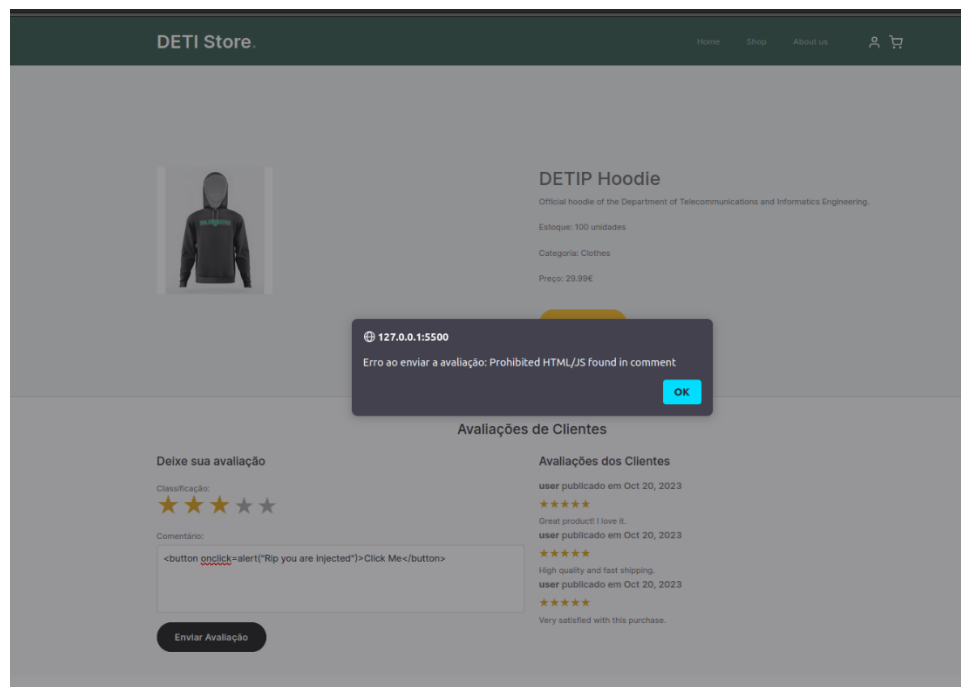 DETI Store.
Home Shop About us
DETIP Hoodie
Official hoodie of the Department of Telecommunications and Informatics Engineering.
Estoque: 100 unidades
Categoria: Clothes
Preço: 29.99€
127.0.0.1:5500
Erro ao enviar a avaliação: Prohibited HTML/JS found in comment
OK
Avaliações de Clientes
Deixe sua avaliação
Classificação:
Comentário:
<button onclick=alert("Rip you are injected")>Click Me</button>
Enviar Avaliação
Avaliações dos Clientes
user publicado em Oct 20, 2023
Great product! I love it.
user publicado em Oct 20, 2023
High quality and fast shipping.
user publicado em Oct 20, 2023
Very satisfied with this purchase.